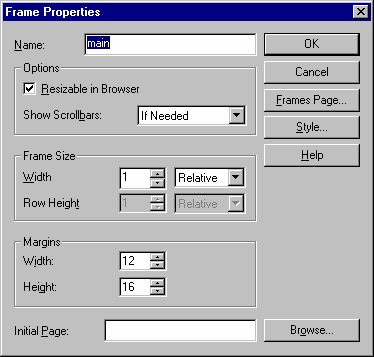 Frame Properties
Name: main
OK
Options
Cancel
Resizable in Browser
Frames Page...
Show Scrollbars: If Needed
Style...
Frame Size
Help
Width 1 Relative
Row Height 1 Relative
Margins
Width: 12
Height: 16
Initial Page:
Browse...